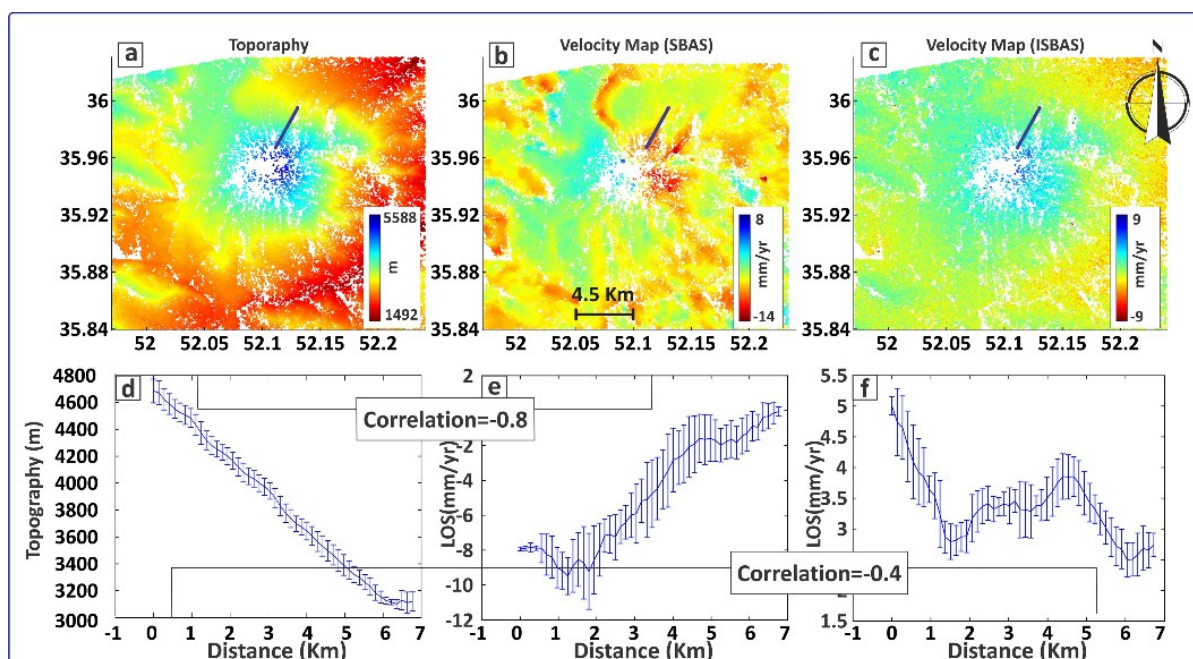 a
Toporaphy
36
35.96
35.92
35.88
35.84
52 52.05 52.1 52.15 52.2
5588
m
1492
b
Velocity Map (SBAS)
36
35.96
35.92
35.88
35.84
52 52.05 52.1 52.15 52.2
4.5 Km
8
mm/yr
-14
c
Velocity Map (ISBAS)
36
35.96
35.92
35.88
35.84
52 52.05 52.1 52.15 52.2
9
mm/yr
-9
d
Topography (m)
4800
4600
4400
4200
4000
3800
3600
3400
3200
3000
-1 0 1 2 3 4 5 6 7
Distance (Km)
Correlation=-0.8
e
LOS(mm/yr)
2
0
-2
-4
-6
-8
-10
-12
-1 0 1 2 3 4 5 6 7
Distance (Km)
Correlation=-0.4
f
LOS(mm/yr)
5.5
5
4.5
4
3.5
3
2.5
2
1.5
-1 0 1 2 3 4 5 6 7
Distance (Km)